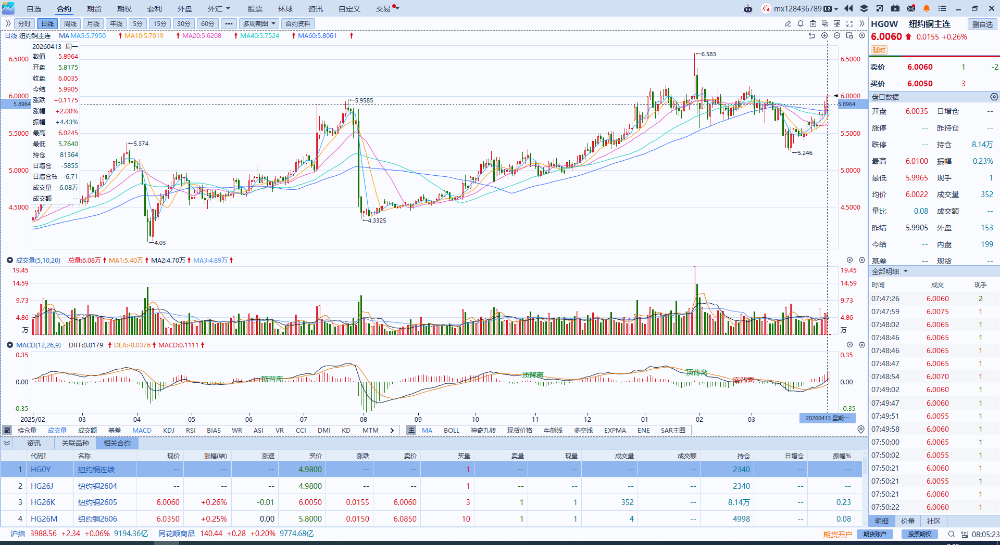 自选 合约 期货 期权 套利 外盘 外汇 股票 环球 资讯 自定义 交易 mx128436789 L2
分时 日线 周线 月线 年线 5分 15分 30分 60分 ••• 多周期图 合约资料
日线 纽约铜主连 MA MA5:5.7950 MA10:5.7019 MA20:5.6208 MA40:5.7524 MA60:5.8061
20260413 周一
数值 5.8964
开盘 5.8175
收盘 6.0035
今结 5.9905
涨跌 +0.1175
涨幅 +2.00%
振幅 +4.43%
最高 6.0245
最低 5.7640
持仓 81364
日增仓 -5855
日增仓% -6.71
成交量 6.08万
成交额 --
6.5000 6.5000
6.0000 6.0000
5.8964 5.8964
5.5000 5.5000
5.0000 5.0000
4.5000 4.5000
6.583
5.9585
5.374
5.246
4.3325
4.03
成交量(5,10,20) 总量:6.08万 MA1:5.40万 MA2:4.70万 MA3:4.89万
19.45 19.45
14.59 14.59
9.73 9.73
4.86 4.86
万 万
MACD(12,26,9) DIFF:0.0179 DEA:-0.0376 MACD:0.1111
0.35 0.35
顶背离 顶背离 顶背离 底背离
0.00 0.00
-0.35 -0.35
2025/02 03 04 05 06 07 08 09 10 11 12 01 02 03 20260413 星期一
副 持仓量 成交量 成交额 基差 MACD KDJ RSI BIAS WR ASI VR CCI DMI KD MTM 主 MA BOLL 神奇九转 现货价格 牛熊线 多空线 EXPMA ENE SAR主图
资讯 关联品种 相关合约
代码↑ 名称 现价 涨幅(结) 涨速 买价 涨跌 卖价 买量 卖量 现量 成交量 成交额 持仓 日增仓 振幅%
1 HG0Y 纽约铜连续 -- -- -- 4.9800 -- -- 1 -- -- -- -- 2340 -- --
2 HG26J 纽约铜2604 -- -- -- 4.9800 -- -- 1 -- -- -- -- 2340 -- --
3 HG26K 纽约铜2605 6.0060 +0.26% -0.01 6.0050 0.0155 6.0060 3 1 1 352 -- 8.14万 -- 0.23
4 HG26M 纽约铜2606 6.0350 +0.25% 0.00 5.8000 0.0150 6.0850 10 1 1 4 -- 4998 -- 0.08
HG0W 纽约铜主连 删自选
6.0060 0.0155 +0.26%
延时
卖价 6.0060 1 -2
买价 6.0050 3
盘口数据
开盘 6.0035 日增仓 --
涨停 -- 昨持仓 --
跌停 -- 持仓 8.14万
最高 6.0100 振幅 0.23%
最低 5.9965 现手 1
均价 6.0022 成交量 352
量比 0.08 成交额 --
昨结 5.9905 外盘 153
今结 -- 内盘 199
基差 -- 现货 --
全部明细
时间 成交 现手
07:47:26 6.0060 2
07:47:59 6.0075 1
07:48:02 6.0065 1
07:48:46 6.0065 1
07:48:46 6.0065 1
07:48:47 6.0065 1
07:48:54 6.0070 1
07:49:02 6.0060 1
07:49:47 6.0060 1
07:49:51 6.0055 1
07:49:58 6.0060 1
07:50:00 6.0065 1
07:50:02 6.0055 1
07:50:21 6.0060 1
07:50:21 6.0055 1
07:50:21 6.0060 1
07:50:22 6.0060 1
明细 价量 社区
沪指 3988.56 +2.34 +0.06% 9194.36亿 同花顺商品 140.44 +0.28 +0.20% 9774.68亿 期货开户 期货账户 股票期权 08:05:23